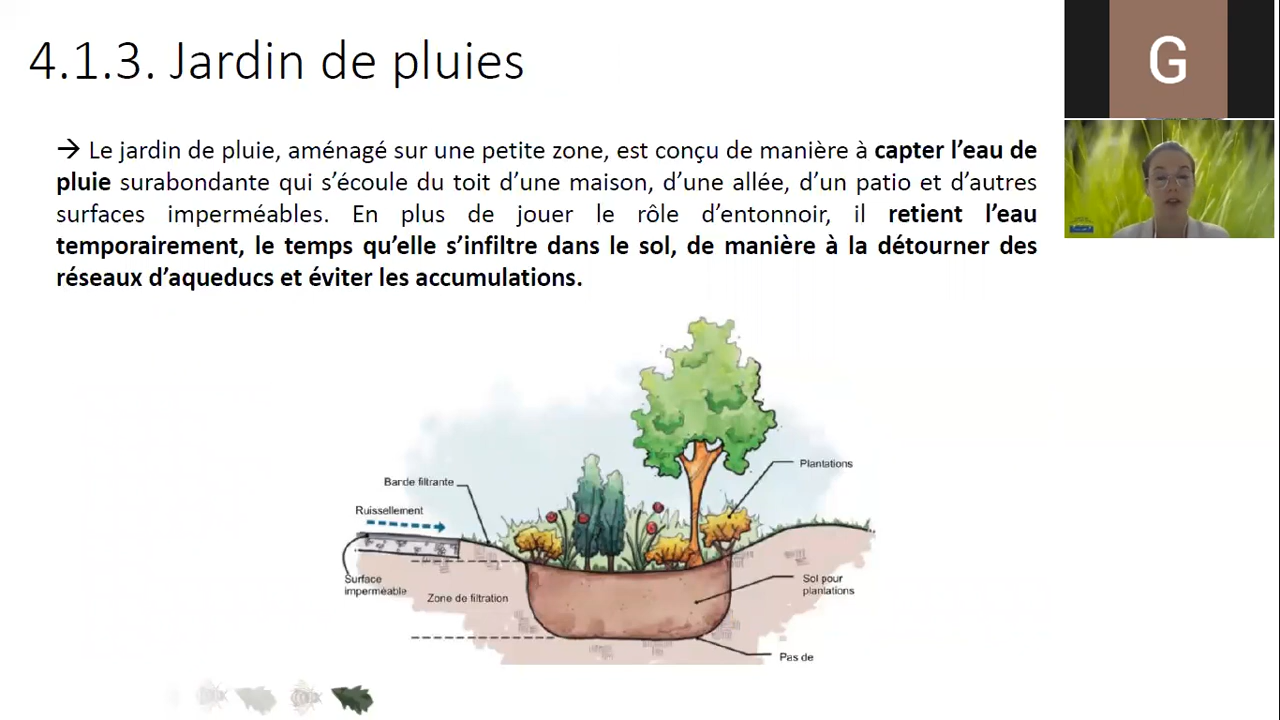 4.1.3. Jardin de pluies
G
→ Le jardin de pluie, aménagé sur une petite zone, est conçu de manière à capter l’eau de
pluie surabondante qui s’écoule du toit d’une maison, d’une allée, d’un patio et d’autres
surfaces imperméables. En plus de jouer le rôle d’entonnoir, il retient l’eau
temporairement, le temps qu’elle s’infiltre dans le sol, de manière à la détourner des
réseaux d’aqueducs et éviter les accumulations.
Plantations
Barde filtrante
Ruissellement
Surface
imperméable
Zone de filtration
Sol pour
plantations
Pas de